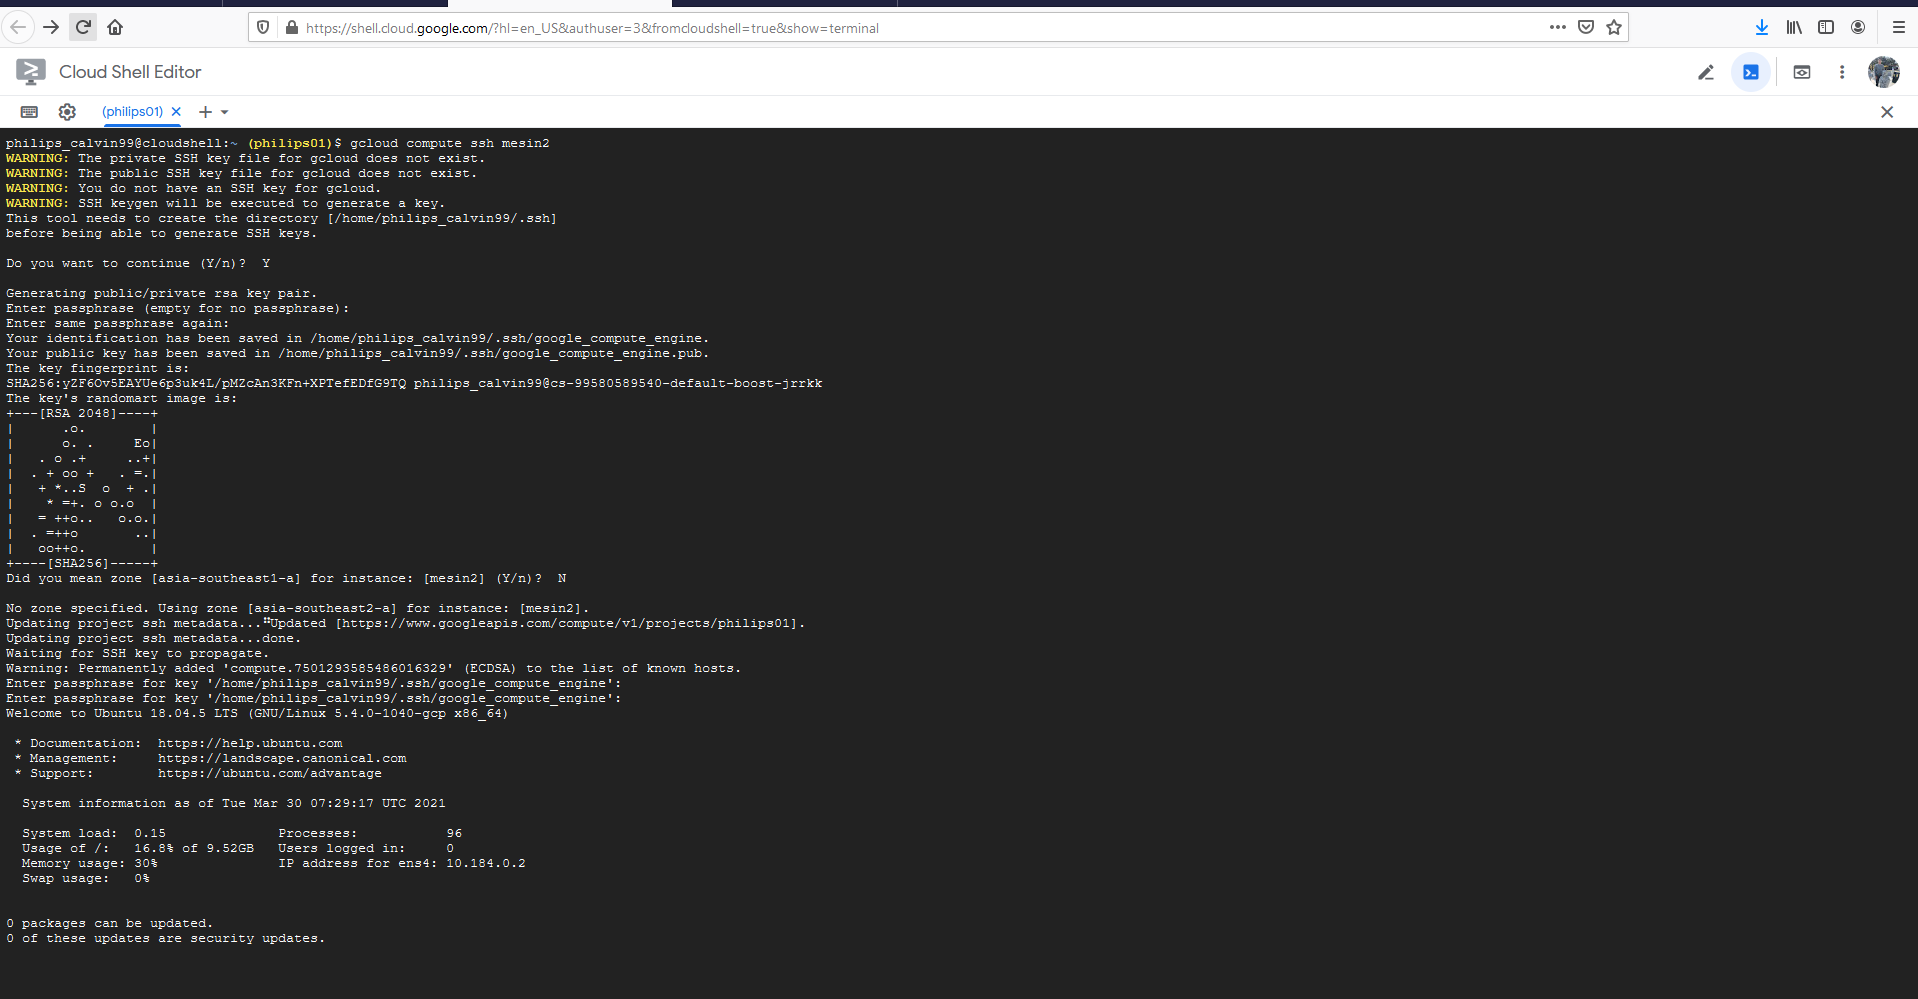 https://shell.cloud.google.com/?hl=en_US&authuser=3&fromcloudshell=true&show=terminal
Cloud Shell Editor
(philips01)
philips_calvin99@cloudshell:~ (philips01)$ gcloud compute ssh mesin2
WARNING: The private SSH key file for gcloud does not exist.
WARNING: The public SSH key file for gcloud does not exist.
WARNING: You do not have an SSH key for gcloud.
WARNING: SSH keygen will be executed to generate a key.
This tool needs to create the directory [/home/philips_calvin99/.ssh]
before being able to generate SSH keys.
Do you want to continue (Y/n)?  Y
Generating public/private rsa key pair.
Enter passphrase (empty for no passphrase):
Enter same passphrase again:
Your identification has been saved in /home/philips_calvin99/.ssh/google_compute_engine.
Your public key has been saved in /home/philips_calvin99/.ssh/google_compute_engine.pub.
The key fingerprint is:
SHA256:yZF6Ov5EAYUe6p3uk4L/pMZcAn3KFn+XPTefEDfG9TQ philips_calvin99@cs-99580589540-default-boost-jrrkk
The key's randomart image is:
+---[RSA 2048]----+
|      .o.        |
|      o. .     Eo|
|   . o .+     ..+|
|  . + oo +   . =.|
|   + *..S  o  + .|
|    * =+. o o.o  |
|   = ++o..   o.o.|
|  . =++o       ..|
|   oo++o.        |
+----[SHA256]-----+
Did you mean zone [asia-southeast1-a] for instance: [mesin2] (Y/n)?  N
No zone specified. Using zone [asia-southeast2-a] for instance: [mesin2].
Updating project ssh metadata...⠛Updated [https://www.googleapis.com/compute/v1/projects/philips01].
Updating project ssh metadata...done.
Waiting for SSH key to propagate.
Warning: Permanently added 'compute.7501293585486016329' (ECDSA) to the list of known hosts.
Enter passphrase for key '/home/philips_calvin99/.ssh/google_compute_engine':
Enter passphrase for key '/home/philips_calvin99/.ssh/google_compute_engine':
Welcome to Ubuntu 18.04.5 LTS (GNU/Linux 5.4.0-1040-gcp x86_64)
* Documentation:  https://help.ubuntu.com
* Management:     https://landscape.canonical.com
* Support:        https://ubuntu.com/advantage
System information as of Tue Mar 30 07:29:17 UTC 2021
System load:  0.15              Processes:           96
Usage of /:   16.8% of 9.52GB   Users logged in:     0
Memory usage: 30%               IP address for ens4: 10.184.0.2
Swap usage:   0%
0 packages can be updated.
0 of these updates are security updates.